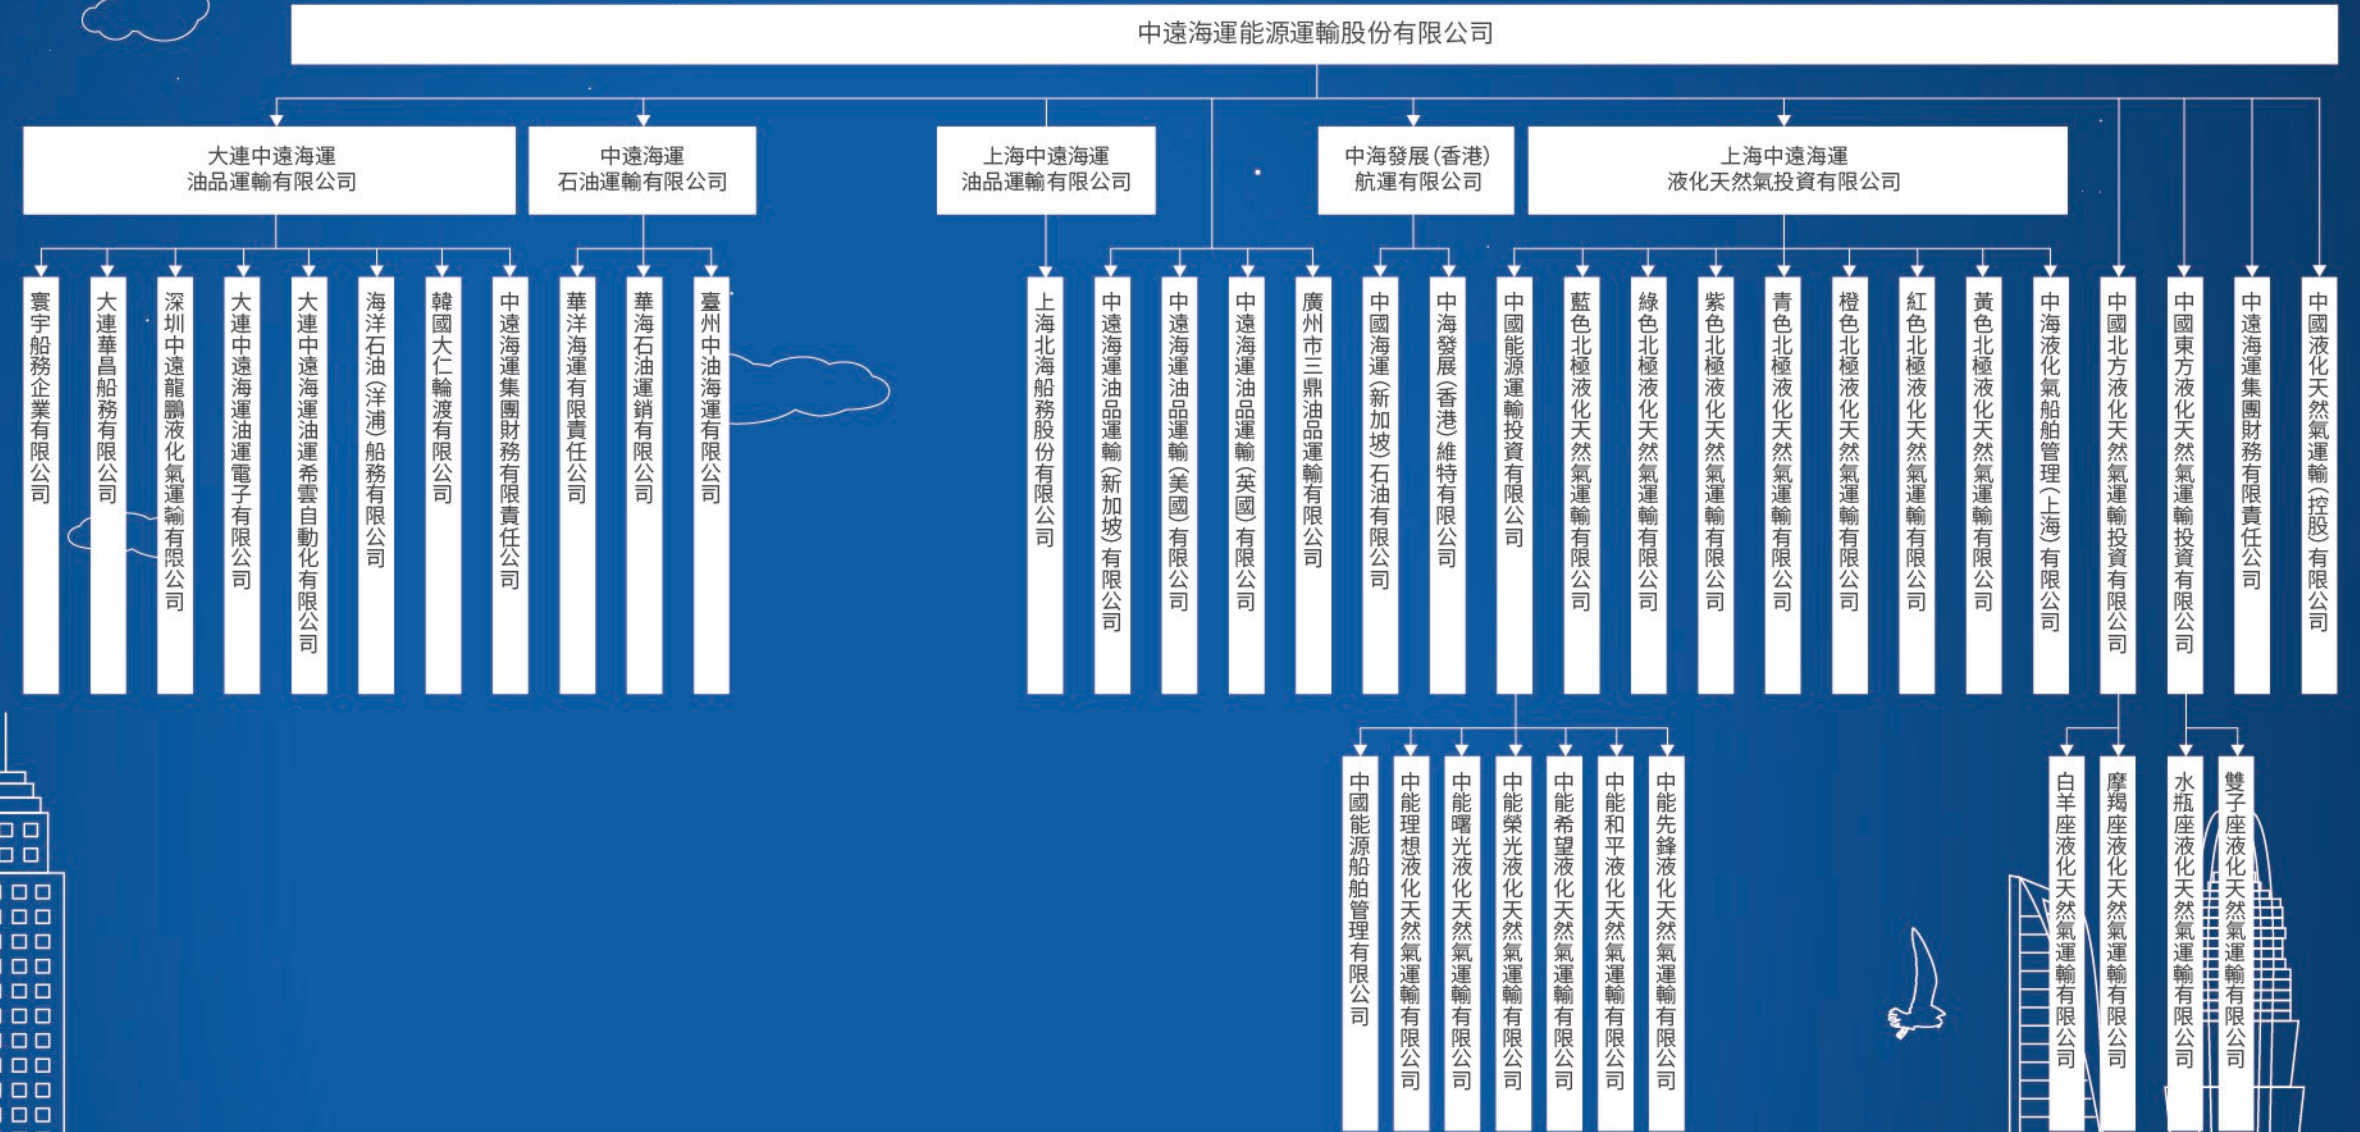 中遠海運能源運輸股份有限公司
大連中遠海運
油品運輸有限公司
中遠海運
石油運輸有限公司
上海中遠海運
油品運輸有限公司
中海發展(香港)
航運有限公司
上海中遠海運
液化天然氣投資有限公司
寰宇船務企業有限公司
大連華昌船務有限公司
深圳中遠龍鵬液化氣運輸有限公司
大連中遠海運油運電子有限公司
大連中遠海運油運希雲自動化有限公司
海洋石油(洋浦)船務有限公司
韓國大仁輪渡有限公司
中遠海運集團財務有限責任公司
華洋海運有限責任公司
華海石油運銷有限公司
臺州中油海運有限公司
上海北海船務股份有限公司
中遠海運油品運輸(新加坡)有限公司
中遠海運油品運輸(美國)有限公司
中遠海運油品運輸(英國)有限公司
廣州市三鼎油品運輸有限公司
中國海運(新加坡)石油有限公司
中海發展(香港)維特有限公司
中國能源運輸投資有限公司
藍色北極液化天然氣運輸有限公司
綠色北極液化天然氣運輸有限公司
紫色北極液化天然氣運輸有限公司
青色北極液化天然氣運輸有限公司
橙色北極液化天然氣運輸有限公司
紅色北極液化天然氣運輸有限公司
黃色北極液化天然氣運輸有限公司
中海液化氣船舶管理(上海)有限公司
中國北方液化天然氣運輸投資有限公司
中國東方液化天然氣運輸投資有限公司
中遠海運集團財務有限責任公司
中國液化天然氣運輸(控股)有限公司
中國能源船舶管理有限公司
中能理想液化天然氣運輸有限公司
中能曙光液化天然氣運輸有限公司
中能榮光液化天然氣運輸有限公司
中能希望液化天然氣運輸有限公司
中能和平液化天然氣運輸有限公司
中能先鋒液化天然氣運輸有限公司
白羊座液化天然氣運輸有限公司
摩羯座液化天然氣運輸有限公司
水瓶座液化天然氣運輸有限公司
雙子座液化天然氣運輸有限公司